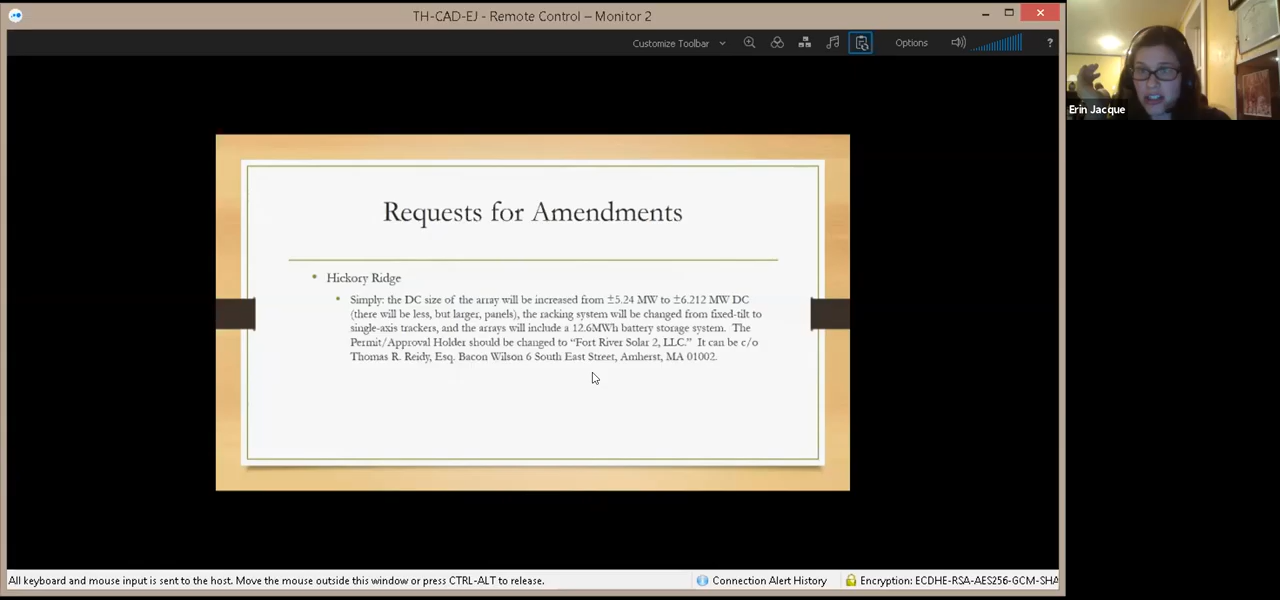 TH-CAD-EJ - Remote Control – Monitor 2
Customize Toolbar
Options
?
Erin Jacque
Requests for Amendments
• Hickory Ridge
• Simply: the DC size of the array will be increased from ±5.24 MW to ±6.212 MW DC
(there will be less, but larger, panels), the racking system will be changed from fixed-tilt to
single-axis trackers, and the arrays will include a 12.6MWh battery storage system. The
Permit/Approval Holder should be changed to “Fort River Solar 2, LLC.” It can be c/o
Thomas R. Reidy, Esq. Bacon Wilson 6 South East Street, Amherst, MA 01002.
All keyboard and mouse input is sent to the host. Move the mouse outside this window or press CTRL-ALT to release.
Connection Alert History
Encryption: ECDHE-RSA-AES256-GCM-SHA